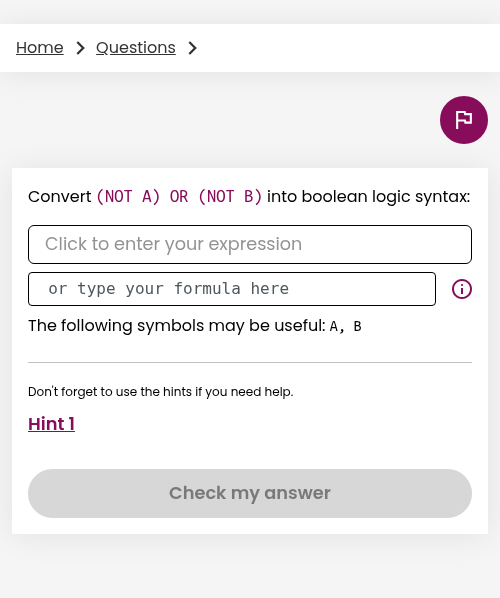 Home Questions
Convert (NOT A) OR (NOT B) into boolean logic syntax:
Click to enter your expression
or type your formula here
The following symbols may be useful: A, B
Don't forget to use the hints if you need help.
Hint 1
Check my answer